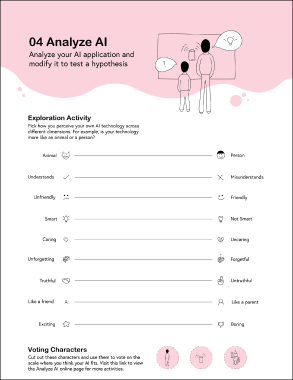 04 Analyze AI
Analyze your AI application and
modify it to test a hypothesis
?
Exploration Activity
Pick how you perceive your own AI technology across
different dimensions. For example, is your technology
more like an animal or a person?
Animal Person
Understands Misunderstands
Unfriendly Friendly
Smart Not Smart
Caring Uncaring
Unforgetting Forgetful
Truthful Untruthful
Like a friend Like a parent
Exciting Boring
Voting Characters
Cut out these characters and use them to vote on the
scale where you think your AI fits. Visit this link to view
the Analyze AI online page for more activities.